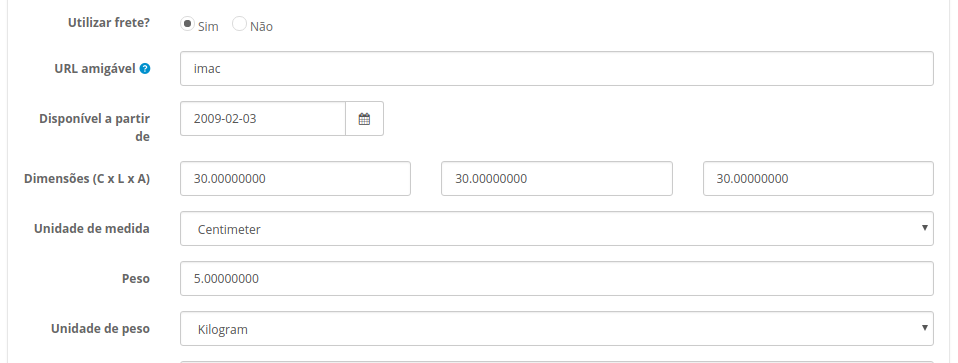 Utilizar frete? Sim Não
URL amigável ? imac
Disponível a partir de 2009-02-03
Dimensões (C x L x A) 30.00000000 30.00000000 30.00000000
Unidade de medida Centimeter
Peso 5.00000000
Unidade de peso Kilogram